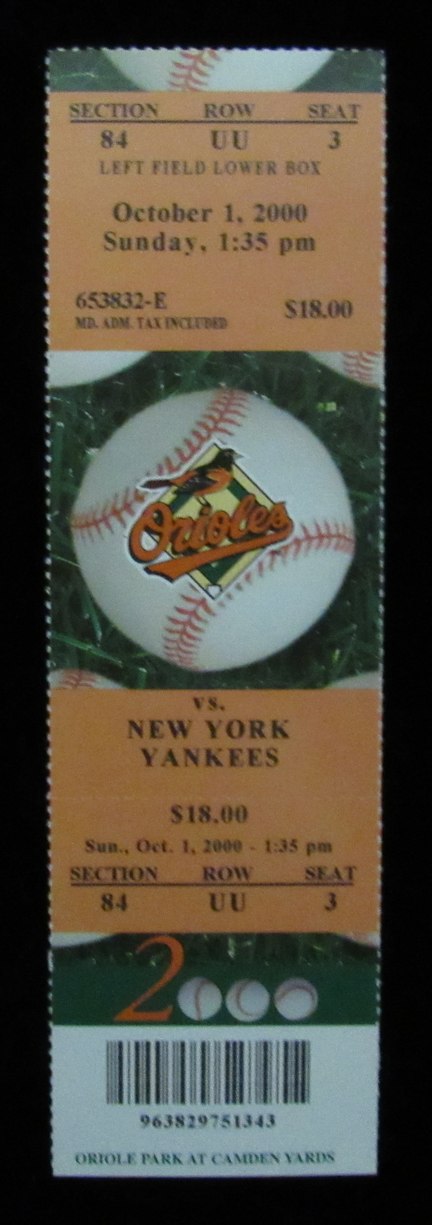 SECTION ROW SEAT
84 UU 3
LEFT FIELD LOWER BOX
October 1, 2000
Sunday, 1:35 pm
653832-E $18.00
MD. ADM. TAX INCLUDED
Orioles
vs.
NEW YORK
YANKEES
$18.00
Sun., Oct. 1, 2000 - 1:35 pm
SECTION ROW SEAT
84 UU 3
2000
963829751343
ORIOLE PARK AT CAMDEN YARDS